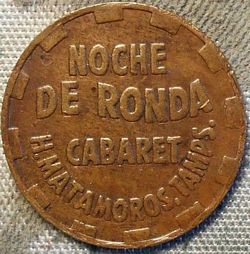 NOCHE
DE RONDA
CABARET
H. MATAMOROS. TAMPS.